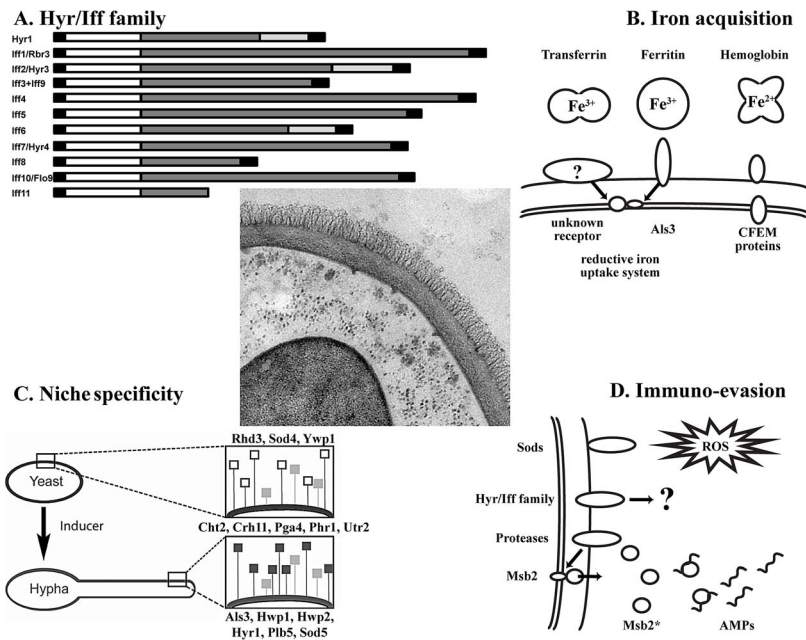 A. Hyr/Iff family
Hyr1
Iff1/Rbr3
Iff2/Hyr3
Iff3+Iff9
Iff4
Iff5
Iff6
Iff7/Hyr4
Iff8
Iff10/Flo9
Iff11
B. Iron acquisition
Transferrin Ferritin Hemoglobin
Fe3+ Fe3+ Fe2+
?
unknown
receptor
Als3
CFEM
proteins
reductive iron
uptake system
C. Niche specificity
Rhd3, Sod4, Ywp1
Yeast
Cht2, Crh11, Pga4, Phr1, Utr2
Inducer
Hypha
Als3, Hwp1, Hwp2,
Hyr1, Plb5, Sod5
D. Immuno-evasion
Sods
ROS
Hyr/Iff family
?
Proteases
Msb2
Msb2* AMPs